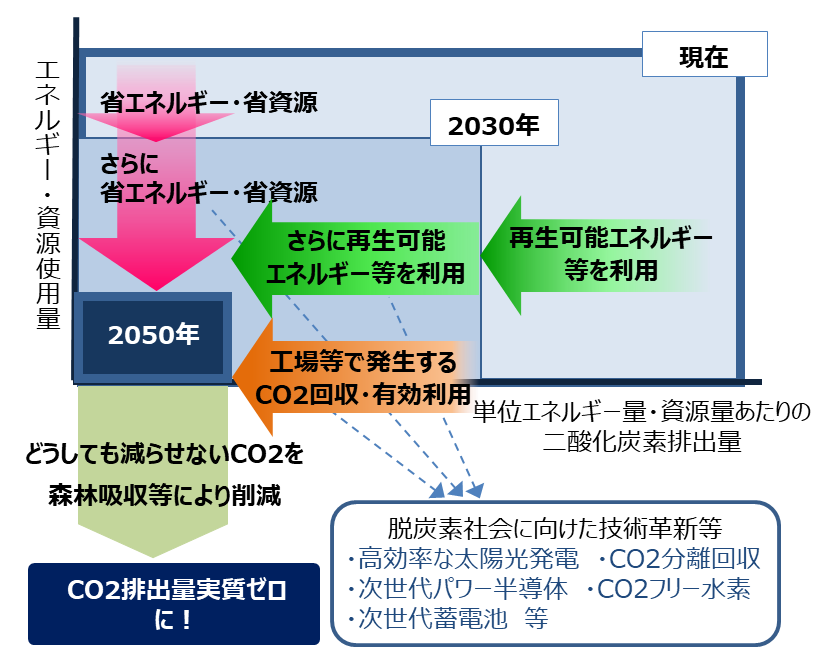 現在
エネルギー・資源使用量
省エネルギー・省資源
2030年
さらに
省エネルギー・省資源
さらに再生可能
エネルギー等を利用
再生可能エネルギー
等を利用
2050年
工場等で発生する
CO2回収・有効利用
単位エネルギー量・資源量あたりの
二酸化炭素排出量
どうしても減らせないCO2を
森林吸収等により削減
脱炭素社会に向けた技術革新等
・高効率な太陽光発電　・CO2分離回収
・次世代パワー半導体　・CO2フリー水素
・次世代蓄電池　等
CO2排出量実質ゼロ
に！